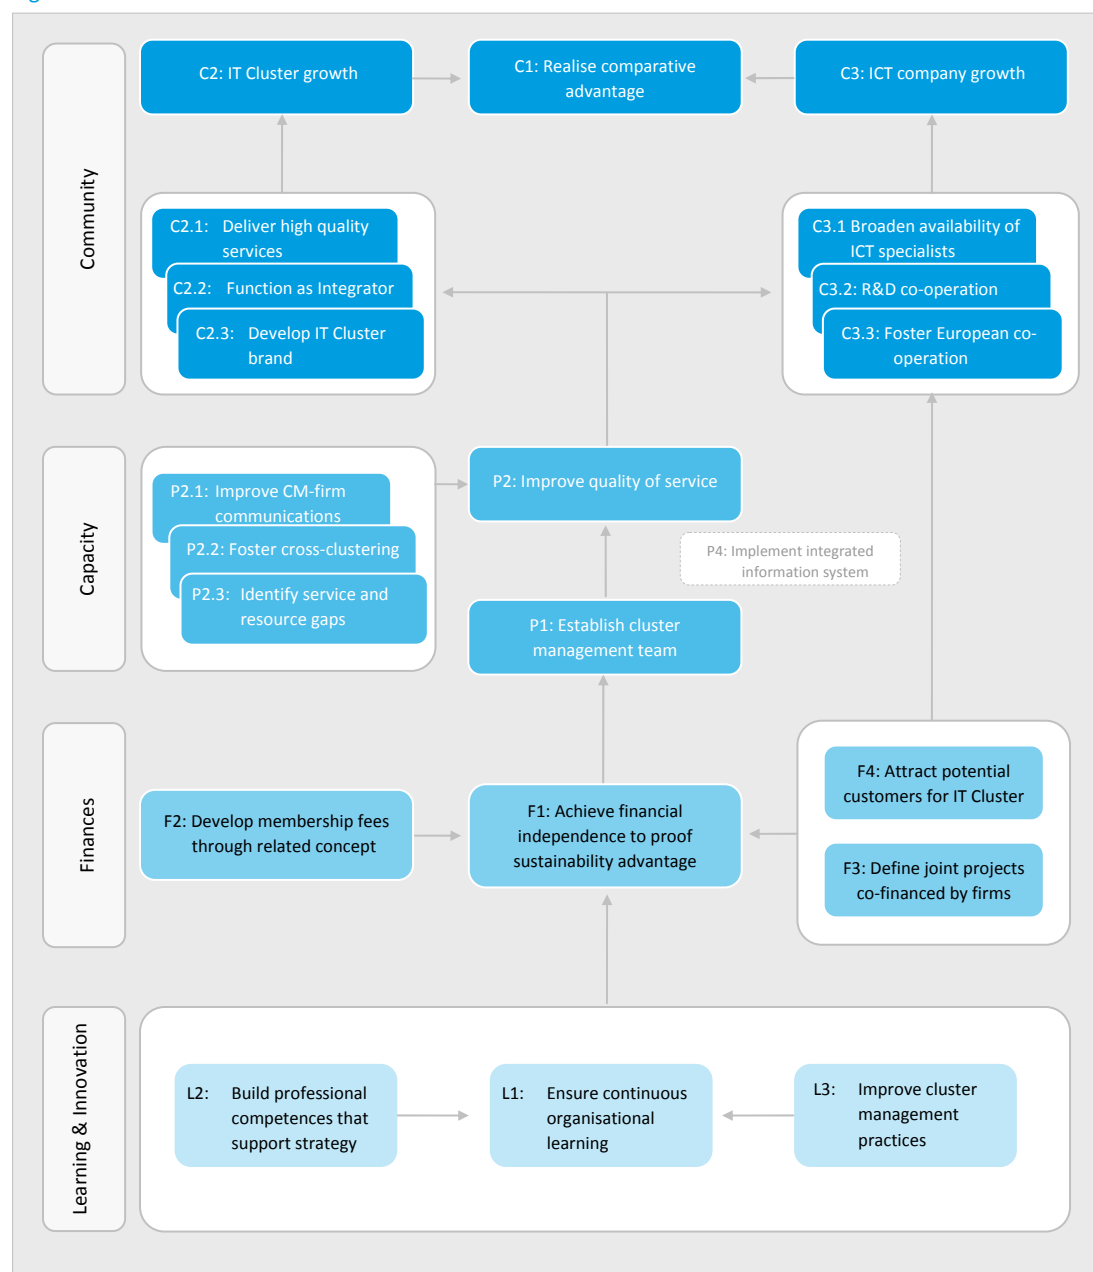 Community
C2: IT Cluster growth
C1: Realise comparative
advantage
C3: ICT company growth
C2.1: Deliver high quality
services
C2.2: Function as Integrator
C2.3: Develop IT Cluster
brand
C3.1 Broaden availability of
ICT specialists
C3.2: R&D co-operation
C3.3: Foster European co-
operation
Capacity
P2.1: Improve CM-firm
communications
P2.2: Foster cross-clustering
P2.3: Identify service and
resource gaps
P2: Improve quality of service
P4: Implement integrated
information system
P1: Establish cluster
management team
Finances
F2: Develop membership fees
through related concept
F1: Achieve financial
independence to proof
sustainability advantage
F4: Attract potential
customers for IT Cluster
F3: Define joint projects
co-financed by firms
Learning & Innovation
L2: Build professional
competences that
support strategy
L1: Ensure continuous
organisational
learning
L3: Improve cluster
management
practices